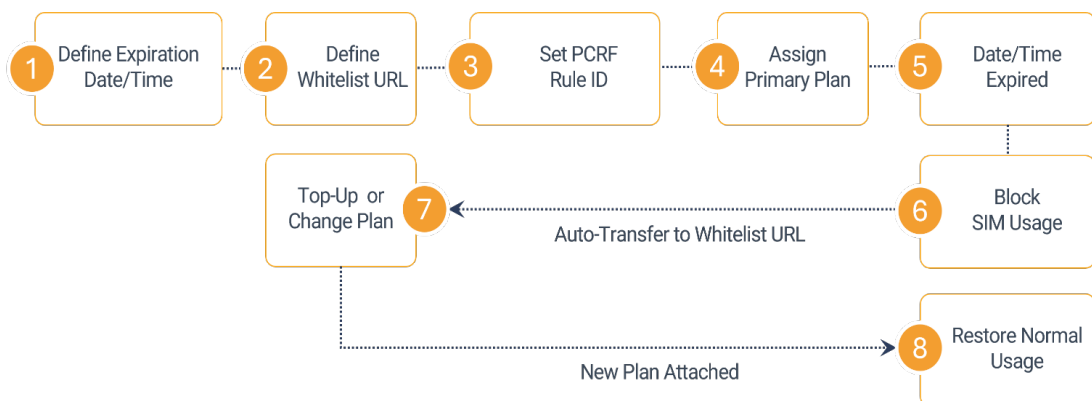 1
Define Expiration
Date/Time
2
Define
Whitelist URL
3
Set PCRF
Rule ID
4
Assign
Primary Plan
5
Date/Time
Expired
6
Block
SIM Usage
Auto-Transfer to Whitelist URL
7
Top-Up or
Change Plan
New Plan Attached
8
Restore Normal
Usage